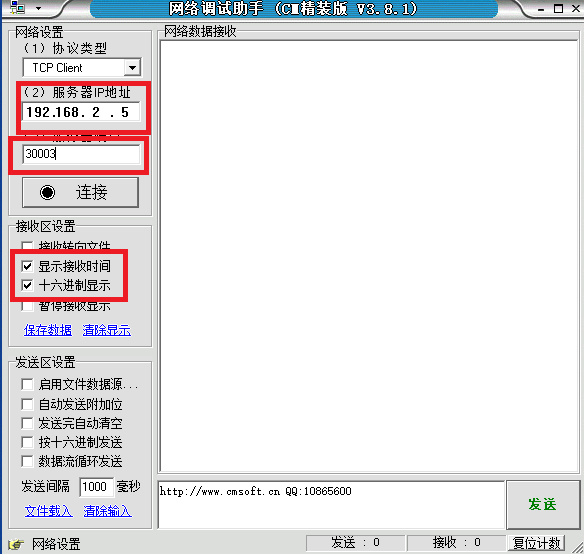 网络调试助手 (CM精装版 V3.8.1)
网络设置
(1) 协议类型
TCP Client
(2) 服务器IP地址
192.168. 2 . 5
30003
连接
接收区设置
接收转向文件
显示接收时间
十六进制显示
暂停接收显示
保存数据 清除显示
发送区设置
启用文件数据源...
自动发送附加位
发送完自动清空
按十六进制发送
数据流循环发送
发送间隔 1000 毫秒
文件载入 清除输入
网络数据接收
http://www.cmsoft.cn QQ:10865600
发送
网络设置
发送 : 0
接收 : 0
复位计数